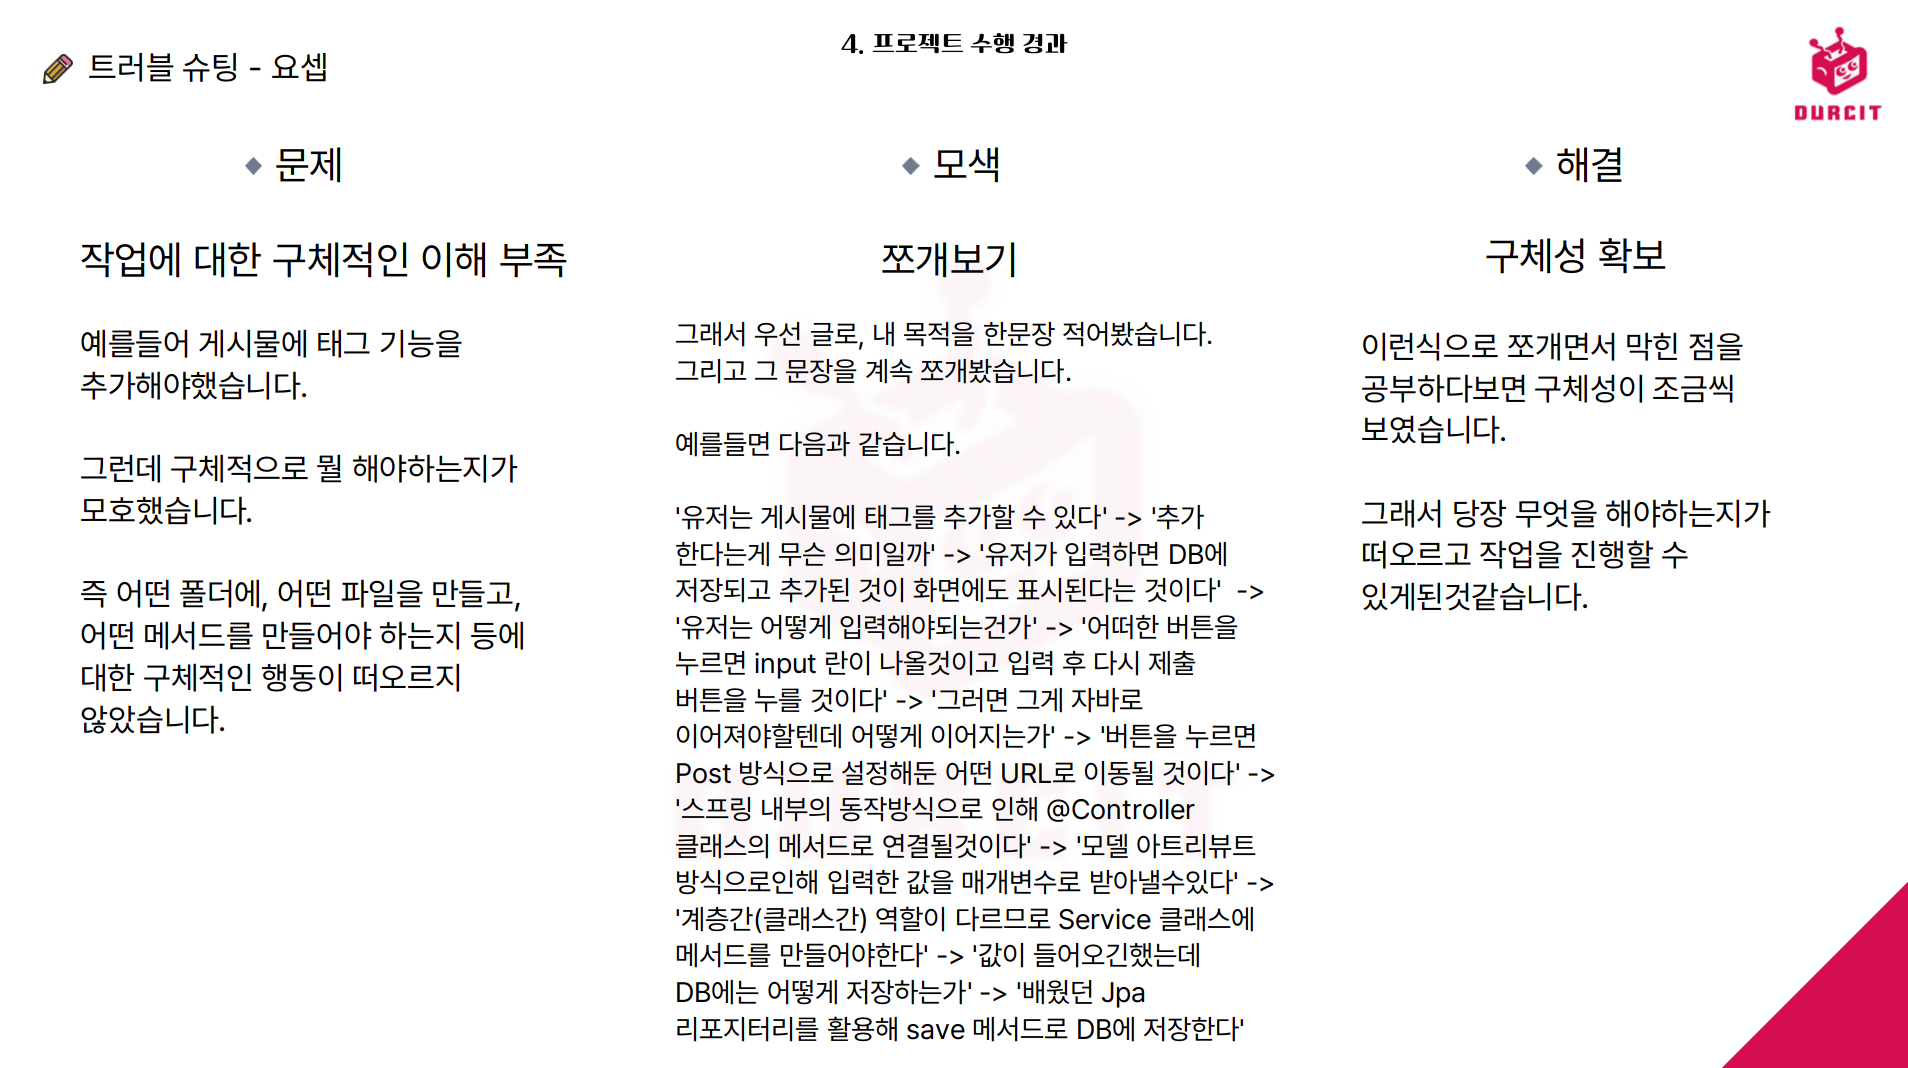 4. 프로젝트 수행 경과
트러블 슈팅 - 요셉
DURCIT
문제
작업에 대한 구체적인 이해 부족
예를들어 게시물에 태그 기능을
추가해야했습니다.
그런데 구체적으로 뭘 해야하는지가
모호했습니다.
즉 어떤 폴더에, 어떤 파일을 만들고,
어떤 메서드를 만들어야 하는지 등에
대한 구체적인 행동이 떠오르지
않았습니다.
모색
쪼개보기
그래서 우선 글로, 내 목적을 한문장 적어봤습니다.
그리고 그 문장을 계속 쪼개봤습니다.
예를들면 다음과 같습니다.
'유저는 게시물에 태그를 추가할 수 있다' -> '추가
한다는게 무슨 의미일까' -> '유저가 입력하면 DB에
저장되고 추가된 것이 화면에도 표시된다는 것이다' ->
'유저는 어떻게 입력해야되는건가' -> '어떠한 버튼을
누르면 input 란이 나올것이고 입력 후 다시 제출
버튼을 누를 것이다' -> '그러면 그게 자바로
이어져야할텐데 어떻게 이어지는가' -> '버튼을 누르면
Post 방식으로 설정해둔 어떤 URL로 이동될 것이다' ->
'스프링 내부의 동작방식으로 인해 @Controller
클래스의 메서드로 연결될것이다' -> '모델 아트리뷰트
방식으로인해 입력한 값을 매개변수로 받아낼수있다' ->
'계층간(클래스간) 역할이 다르므로 Service 클래스에
메서드를 만들어야한다' -> '값이 들어오긴했는데
DB에는 어떻게 저장하는가' -> '배웠던 Jpa
리포지터리를 활용해 save 메서드로 DB에 저장한다'
해결
구체성 확보
이런식으로 쪼개면서 막힌 점을
공부하다보면 구체성이 조금씩
보였습니다.
그래서 당장 무엇을 해야하는지가
떠오르고 작업을 진행할 수
있게된것같습니다.